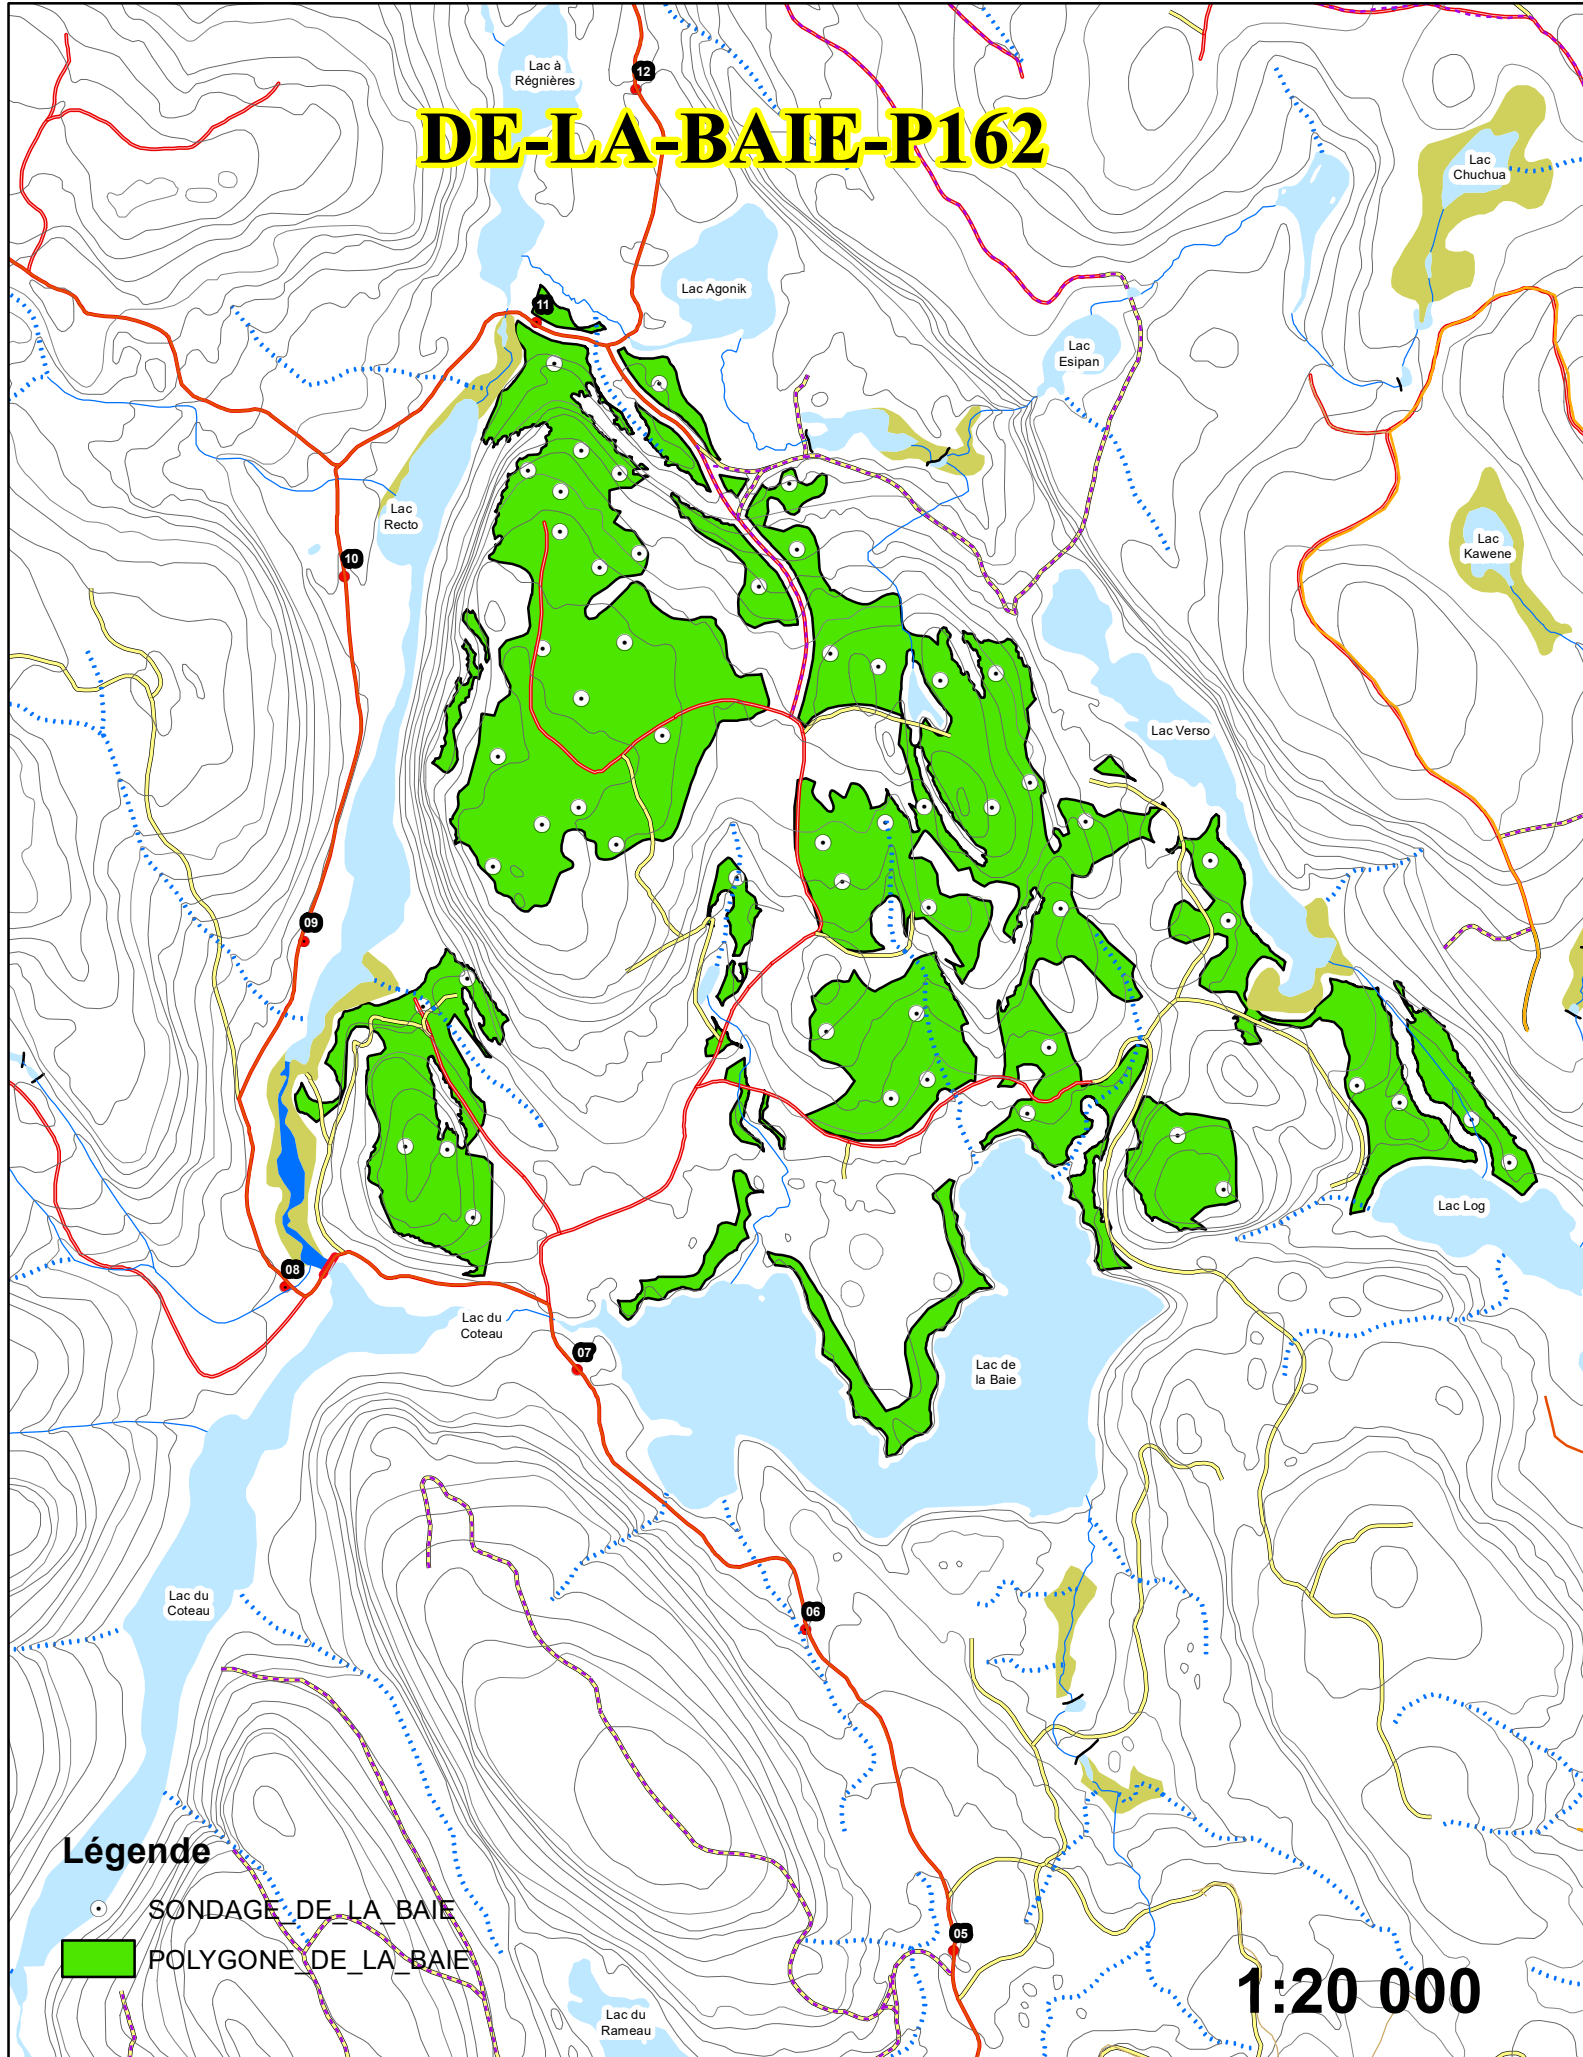 Lac à
Régnières
12
DE-LA-BAIE-P162
Lac
Chuchua
Lac Agonik
11
Lac
Esipan
Lac
Recto
Lac
Kawene
10
Lac Verso
09
Lac Log
08
Lac du
Coteau
07
Lac de
la Baie
Lac du
Coteau
06
Légende
SONDAGE_DE_LA_BAIE
POLYGONE_DE_LA_BAIE
05
1:20 000
Lac du
Rameau